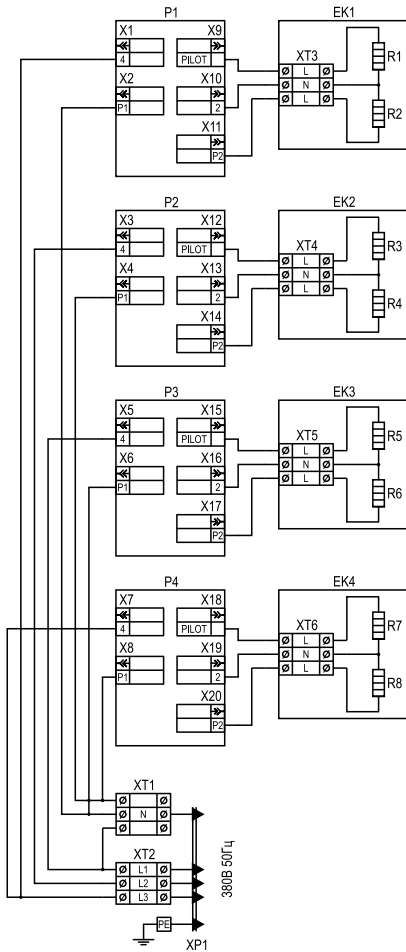 P1
EK1
X1
X9
4
PILOT
XT3
L
R1
X2
X10
N
P1
2
L
R2
X11
P2
P2
EK2
X3
X12
4
PILOT
XT4
L
R3
X4
X13
N
P1
2
L
R4
X14
P2
P3
EK3
X5
X15
4
PILOT
XT5
L
R5
X6
X16
N
P1
2
L
R6
X17
P2
P4
EK4
X7
X18
4
PILOT
XT6
L
R7
X8
X19
N
P1
2
L
R8
X20
P2
XT1
N
XT2
L1
L2
L3
380В 50Гц
PE
XP1